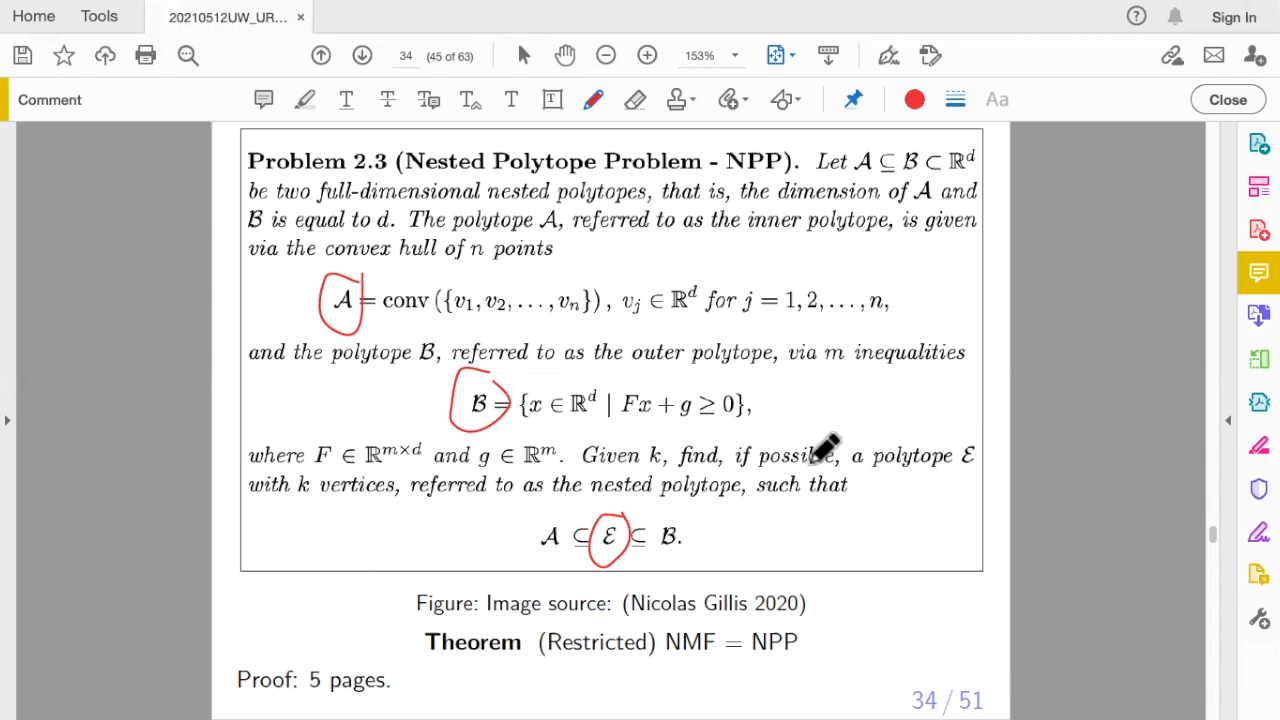 Home Tools 20210512UW_UR... × Sign In
34 (45 of 63) 153%
Comment Aa Close
Problem 2.3 (Nested Polytope Problem - NPP). Let 𝒜 ⊆ ℬ ⊂ ℝ^d
be two full-dimensional nested polytopes, that is, the dimension of 𝒜 and
ℬ is equal to d. The polytope 𝒜, referred to as the inner polytope, is given
via the convex hull of n points
𝒜 = conv ({v₁, v₂, . . . , vₙ}) , vⱼ ∈ ℝ^d for j = 1, 2, . . . , n,
and the polytope ℬ, referred to as the outer polytope, via m inequalities
ℬ = {x ∈ ℝ^d | Fx + g ≥ 0},
where F ∈ ℝ^{m×d} and g ∈ ℝ^m. Given k, find, if possible, a polytope ℰ
with k vertices, referred to as the nested polytope, such that
𝒜 ⊆ ℰ ⊆ ℬ.
Figure: Image source: (Nicolas Gillis 2020)
Theorem (Restricted) NMF = NPP
Proof: 5 pages.
34 / 51